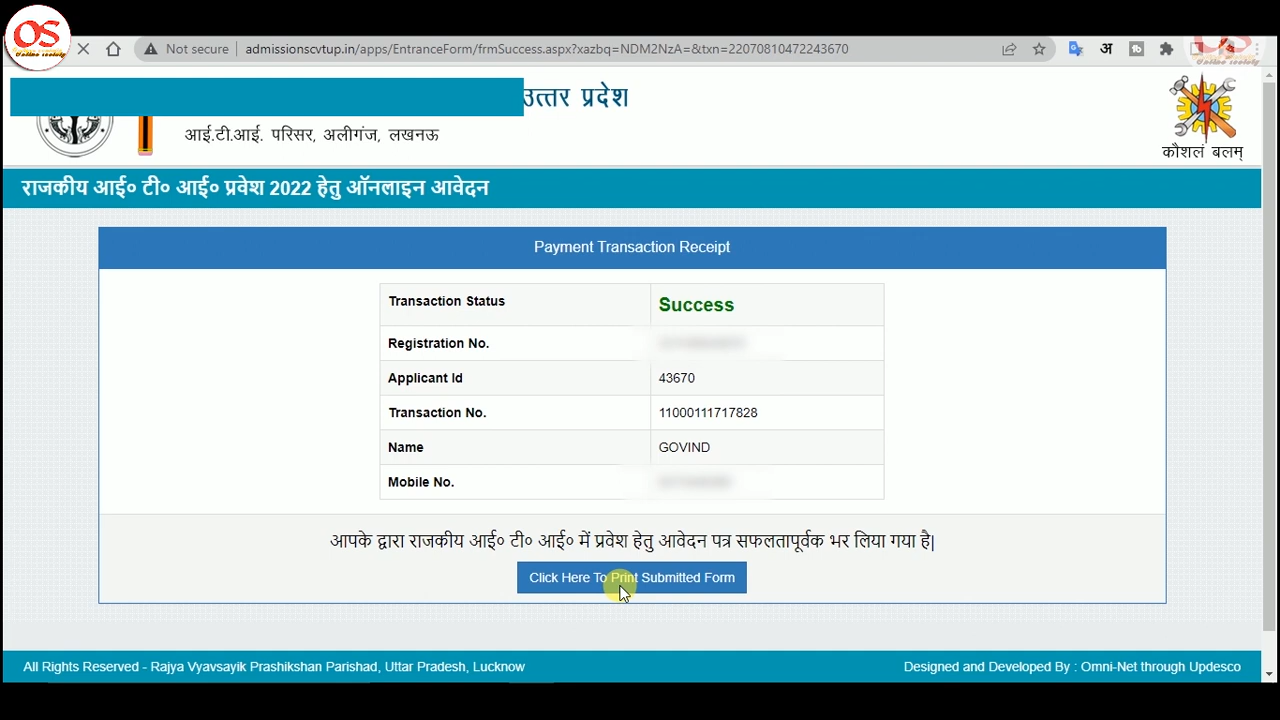 OS
Online society
Not secure
admissionscvtup.in/apps/EntranceForm/frmSuccess.aspx?xazbq=NDM2NzA=&txn=22070810472243670
अ
उत्तर प्रदेश
आई.टी.आई. परिसर, अलीगंज, लखनऊ
कौशलं बलम्
राजकीय आई० टी० आई० प्रवेश 2022 हेतु ऑनलाइन आवेदन
Payment Transaction Receipt
Transaction Status Success
Registration No.
Applicant Id 43670
Transaction No. 11000111717828
Name GOVIND
Mobile No.
आपके द्वारा राजकीय आई० टी० आई० में प्रवेश हेतु आवेदन पत्र सफलतापूर्वक भर लिया गया है|
Click Here To Print Submitted Form
All Rights Reserved - Rajya Vyavsayik Prashikshan Parishad, Uttar Pradesh, Lucknow
Designed and Developed By : Omni-Net through Updesco